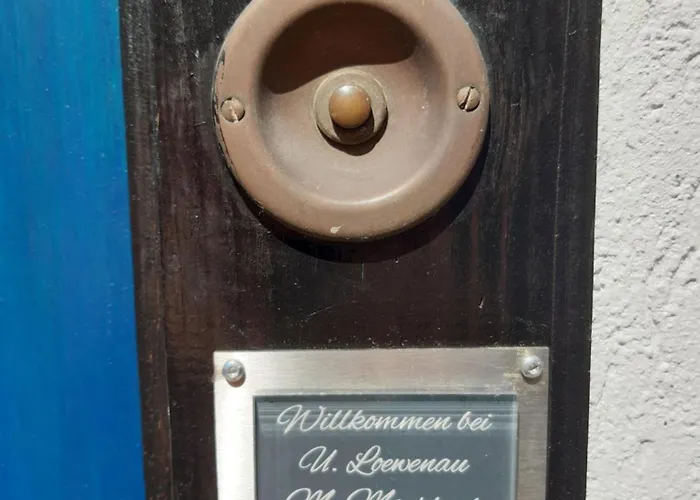 Willkommen bei
U. Loewenau
M.